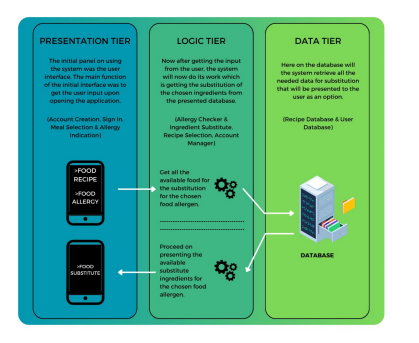 PRESENTATION TIER
The initial panel on using
the system was the user
interface. The main function
of the initial interface was to
get the user input upon
opening the application.
(Account Creation, Sign In,
Meal Selection & Allergy
Indication)
>FOOD
RECIPE
>FOOD
ALLERGY
>FOOD
SUBSTITUTE
LOGIC TIER
Now after getting the input
from the user, the system
will now do its work which
is getting the substitution
of the chosen ingredients from
the presented database.
(Allergy Checker &
Ingredient Substitute,
Recipe Selection, Account
Manager)
Get all the
available food for
the substitution
for the chosen
food allergen.
Proceed on
presenting the
available
substitute
ingredients for
the chosen food
allergen.
DATA TIER
Here on the database will
the system retrieve all the
needed data for substitution
that will be presented to the
user as an option.
(Recipe Database & User
Database)
DATABASE